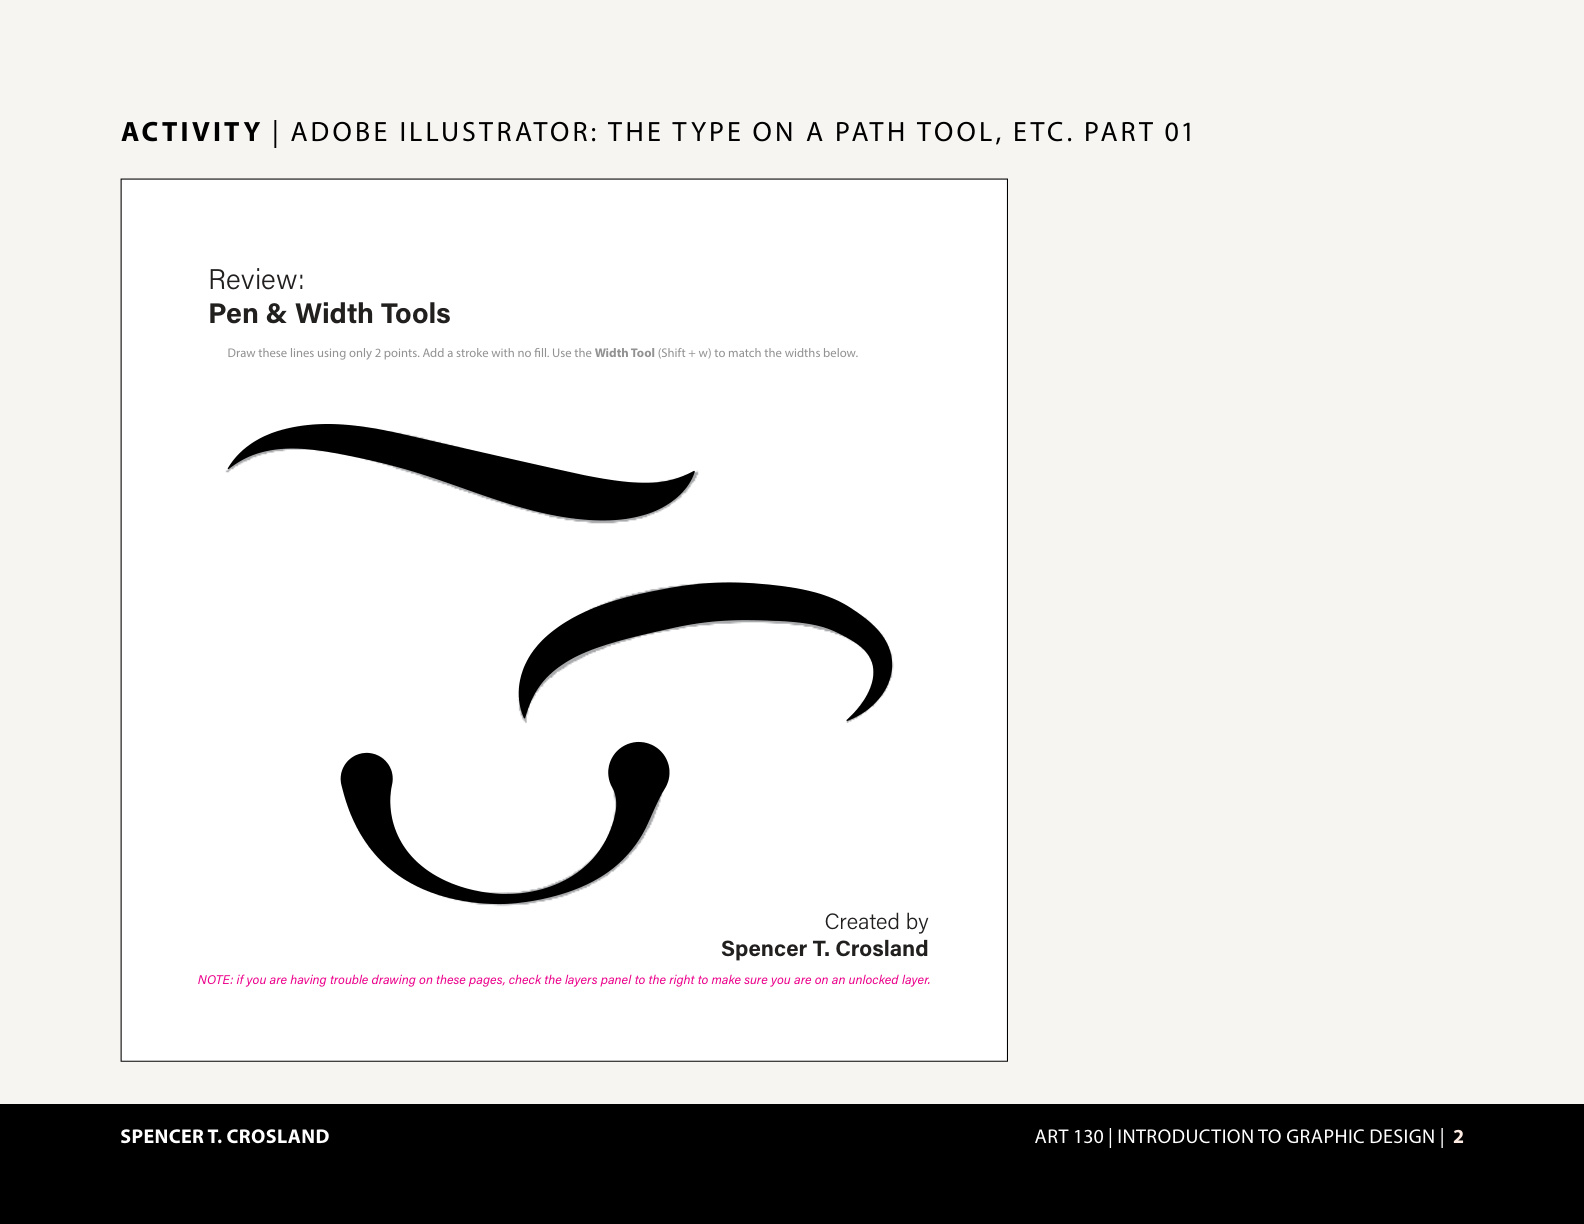 ACTIVITY | ADOBE ILLUSTRATOR: THE TYPE ON A PATH TOOL, ETC. PART 01
Review:
Pen & Width Tools
Draw these lines using only 2 points. Add a stroke with no fill. Use the Width Tool (Shift + w) to match the widths below.
Created by
Spencer T. Crosland
NOTE: if you are having trouble drawing on these pages, check the layers panel to the right to make sure you are on an unlocked layer.
SPENCER T. CROSLAND
ART 130 | INTRODUCTION TO GRAPHIC DESIGN | 2